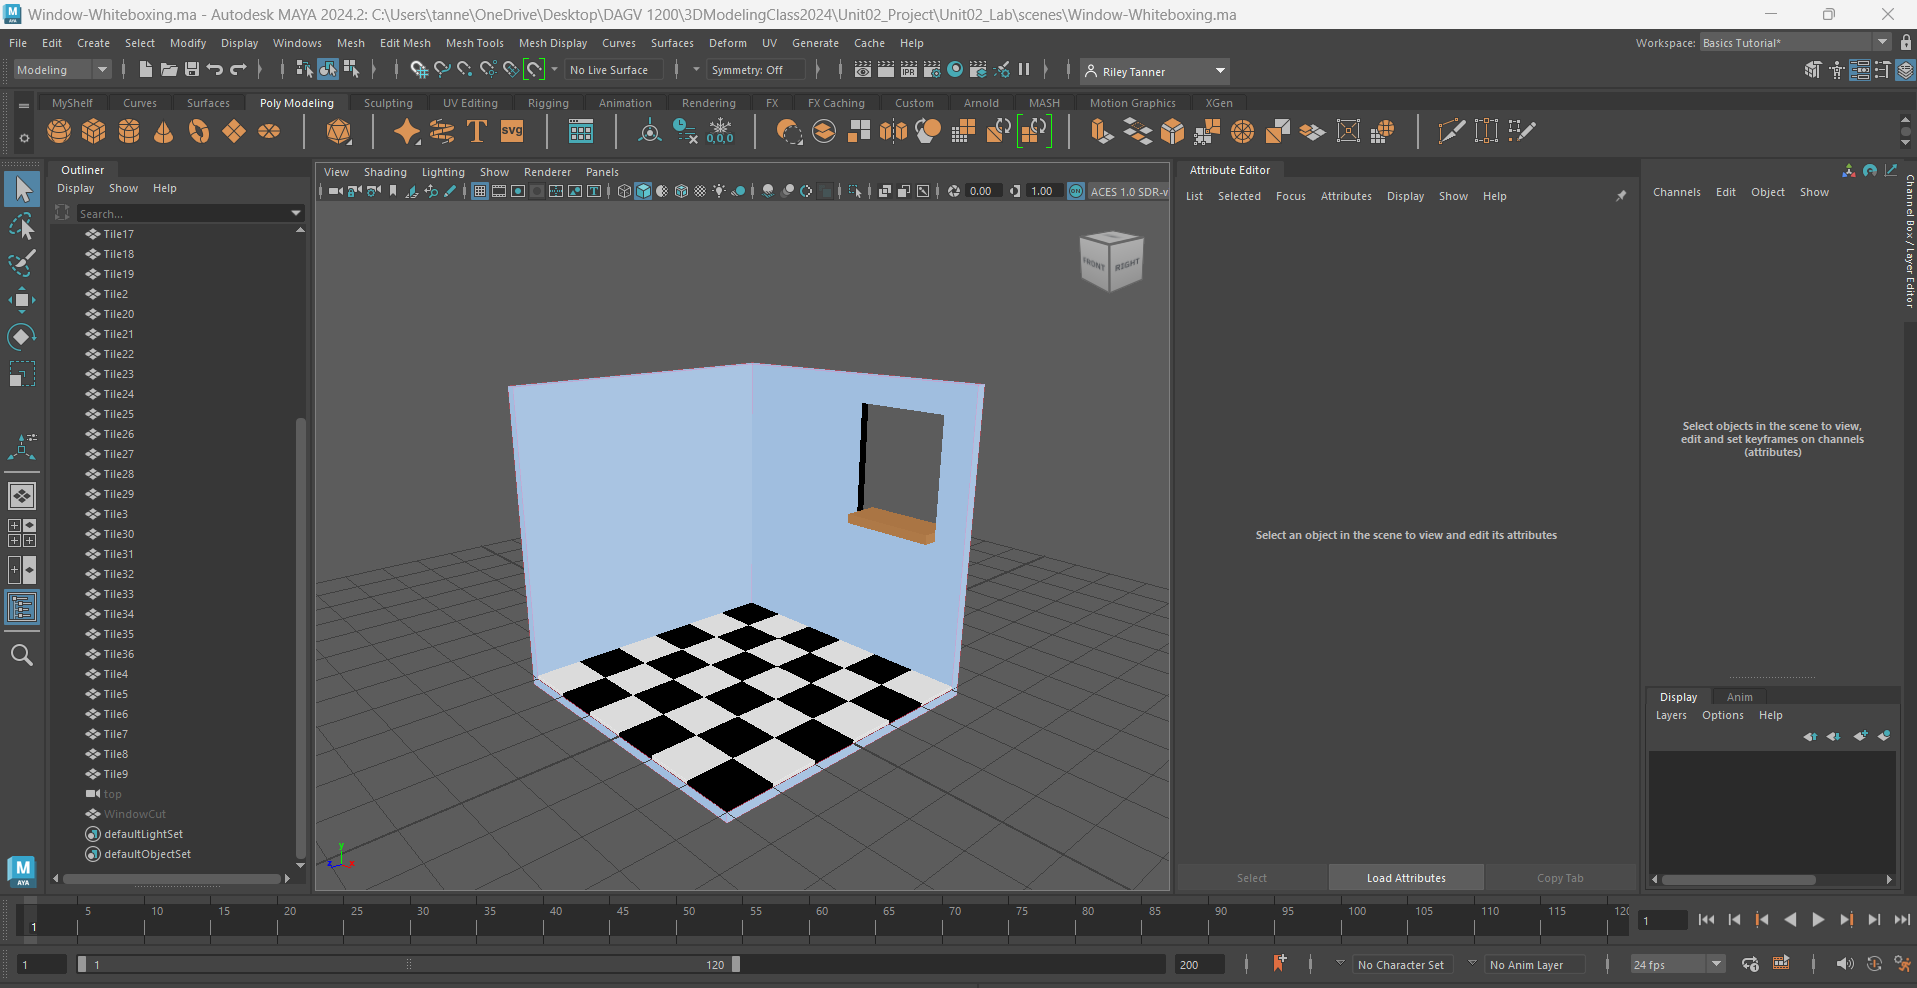 Window-Whiteboxing.ma - Autodesk MAYA 2024.2: C:\Users\tanne\OneDrive\Desktop\DAGV 1200\3DModelingClass2024\Unit02_Project\Unit02_Lab\scenes\Window-Whiteboxing.ma
File Edit Create Select Modify Display Windows Mesh Edit Mesh Mesh Tools Mesh Display Curves Surfaces Deform UV Generate Cache Help
Workspace: Basics Tutorial*
Modeling No Live Surface Symmetry: Off IPR Riley Tanner
MyShelf Curves Surfaces Poly Modeling Sculpting UV Editing Rigging Animation Rendering FX FX Caching Custom Arnold MASH Motion Graphics XGen
T svg 0,0,0
Outliner
Display Show Help
Search...
Tile17
Tile18
Tile19
Tile2
Tile20
Tile21
Tile22
Tile23
Tile24
Tile25
Tile26
Tile27
Tile28
Tile29
Tile3
Tile30
Tile31
Tile32
Tile33
Tile34
Tile35
Tile36
Tile4
Tile5
Tile6
Tile7
Tile8
Tile9
top
WindowCut
defaultLightSet
defaultObjectSet
View Shading Lighting Show Renderer Panels
0.00 1.00 ON ACES 1.0 SDR-v
FRONT RIGHT
y
z x
Attribute Editor
List Selected Focus Attributes Display Show Help
Select an object in the scene to view and edit its attributes
Select Load Attributes Copy Tab
Channels Edit Object Show
Channel Box / Layer Editor
Select objects in the scene to view,
edit and set keyframes on channels
(attributes)
Display Anim
Layers Options Help
M
AYA
5 10 15 20 25 30 35 40 45 50 55 60 65 70 75 80 85 90 95 100 105 110 115 120
1 1
1 1 120 200 No Character Set No Anim Layer 24 fps